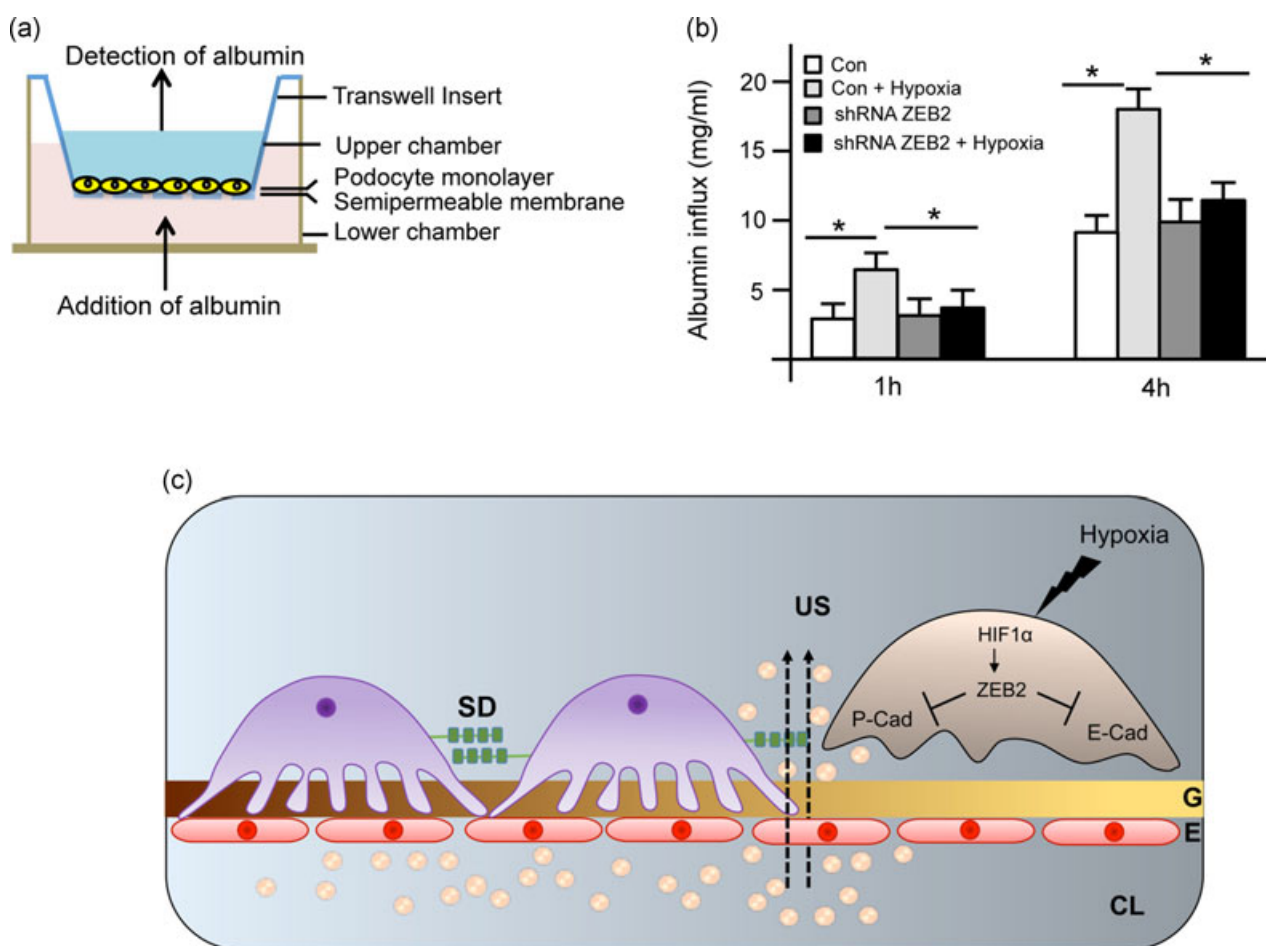 (a)
Detection of albumin
Transwell Insert
Upper chamber
Podocyte monolayer
Semipermeable membrane
Lower chamber
Addition of albumin
(b)
Albumin influx (mg/ml)
20
15
10
5
Con
Con + Hypoxia
shRNA ZEB2
shRNA ZEB2 + Hypoxia
*
*
*
*
1h
4h
(c)
Hypoxia
US
HIF1α
ZEB2
P-Cad
E-Cad
SD
G
E
CL